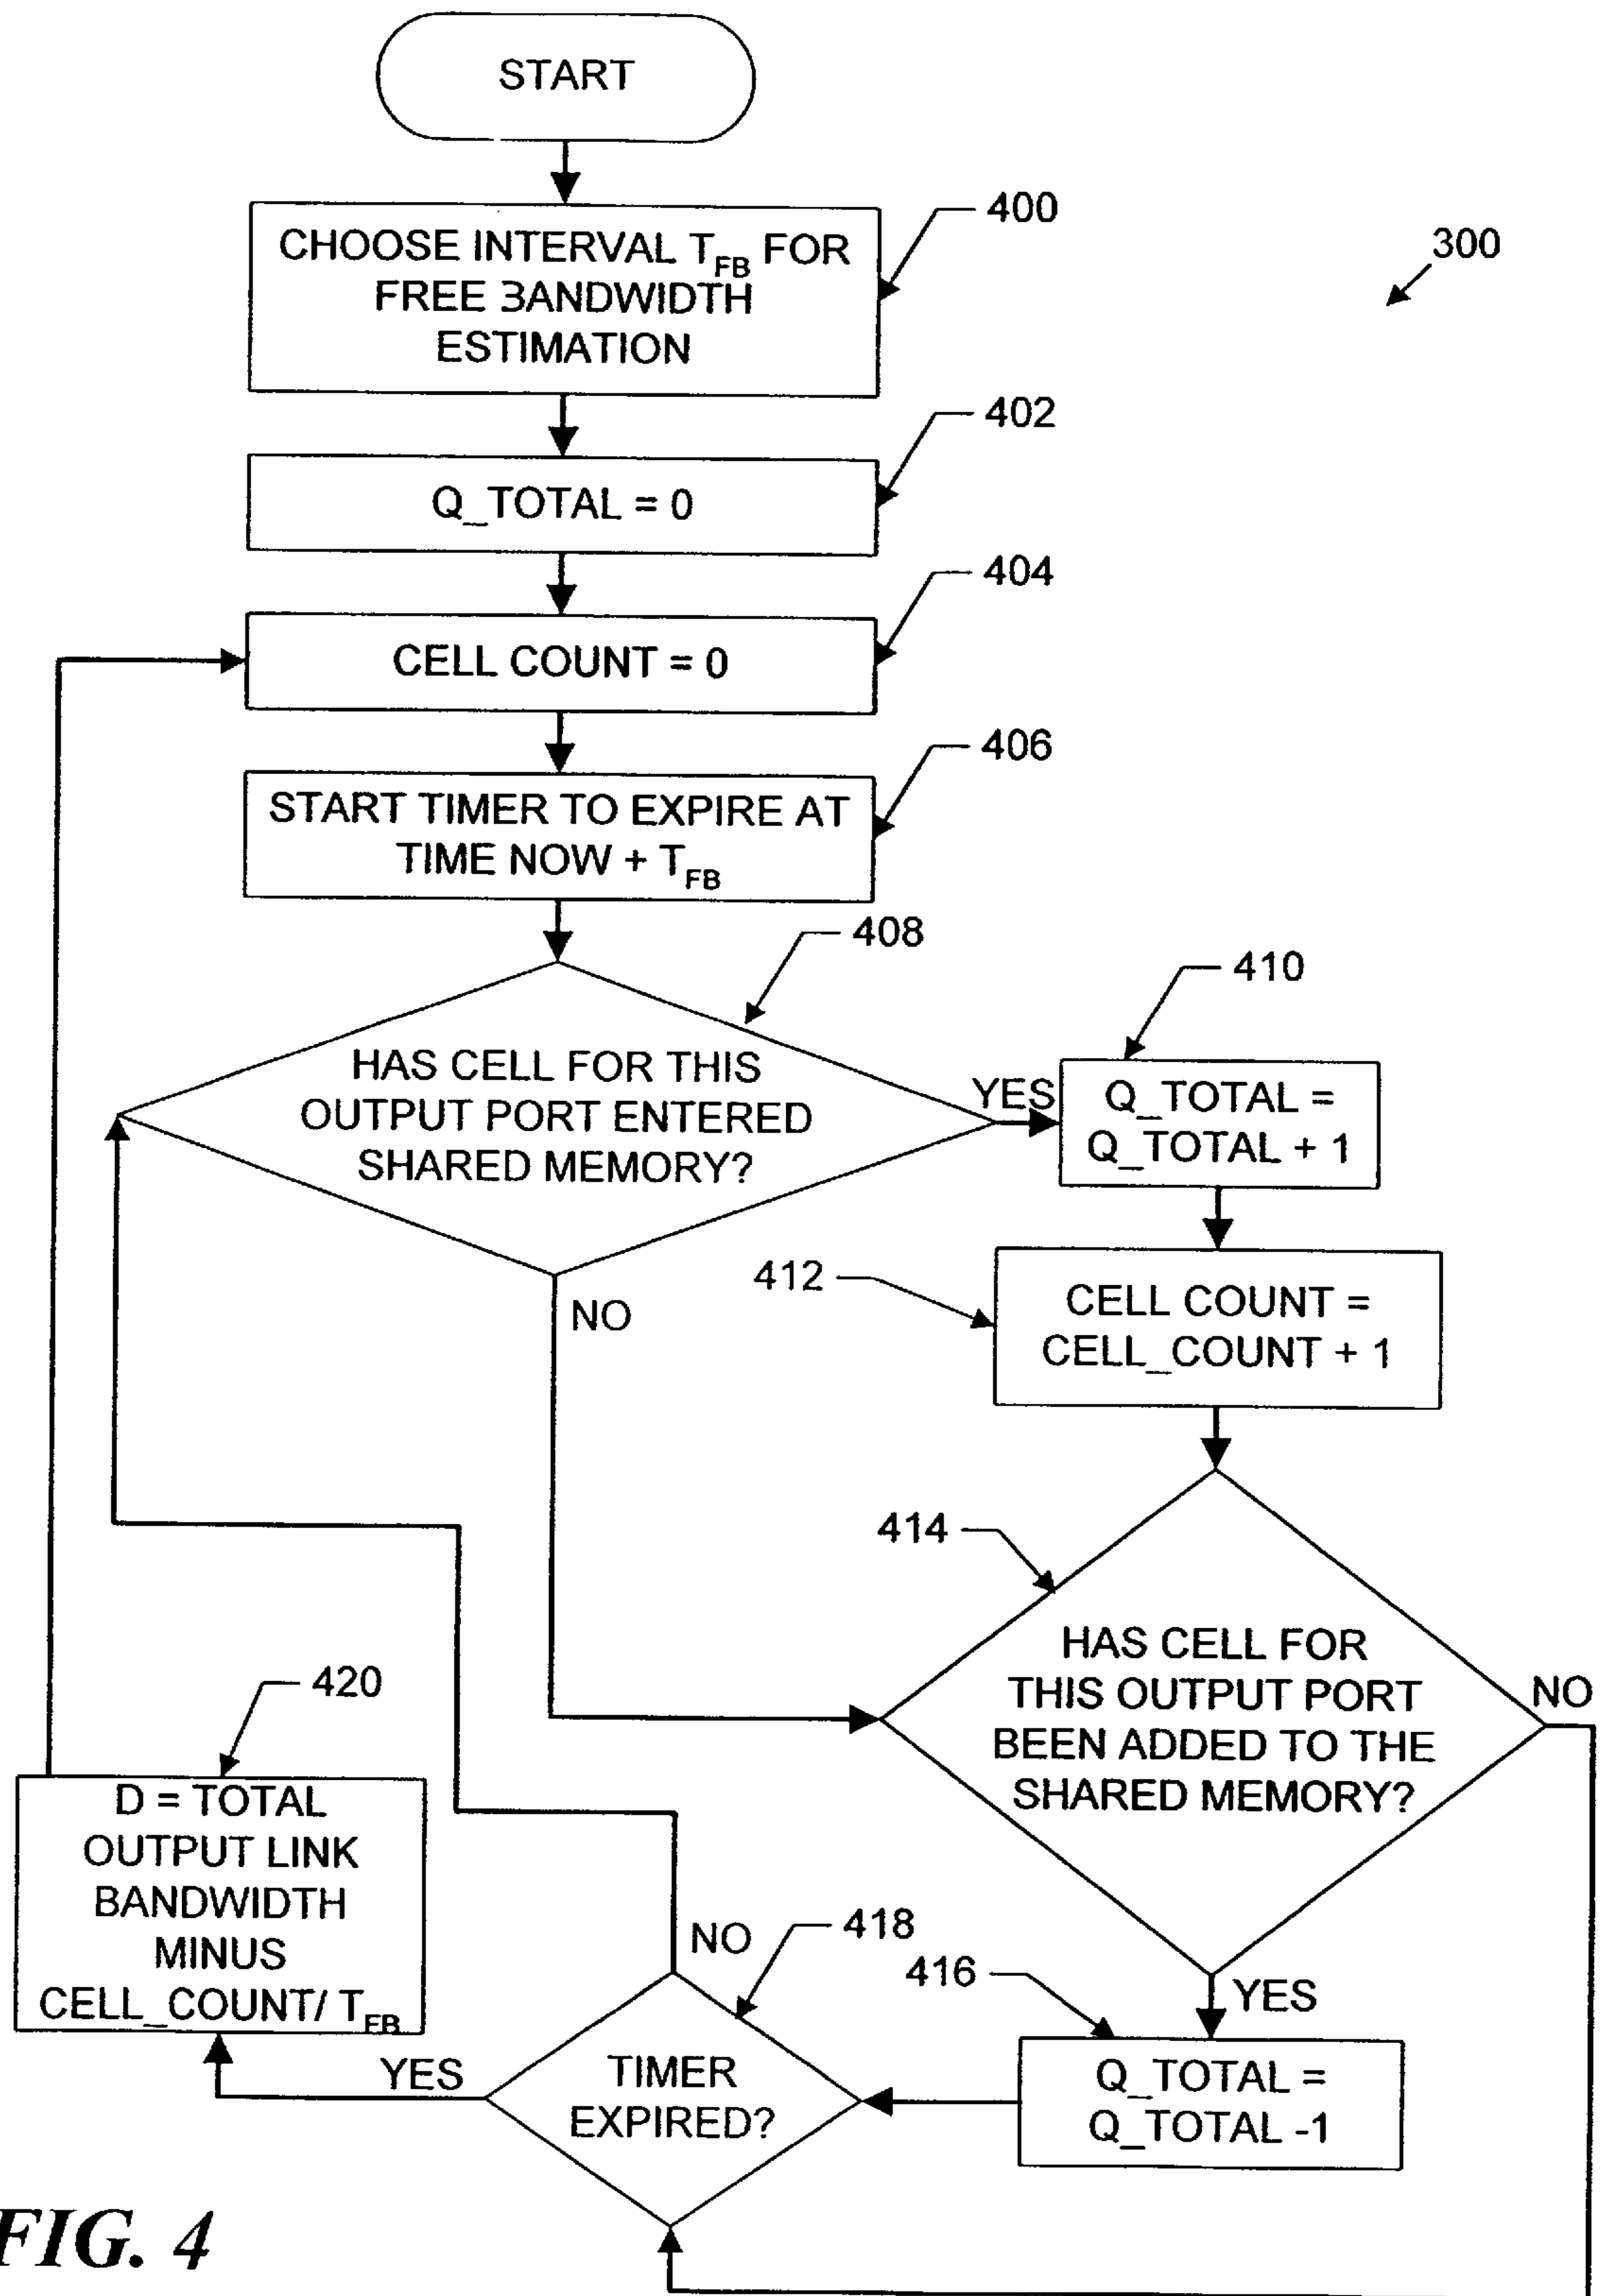 START
400
300
CHOOSE INTERVAL T_FB FOR
FREE BANDWIDTH
ESTIMATION
402
Q_TOTAL = 0
404
CELL COUNT = 0
406
START TIMER TO EXPIRE AT
TIME NOW + T_FB
408
410
HAS CELL FOR THIS
OUTPUT PORT ENTERED
SHARED MEMORY?
YES
Q_TOTAL =
Q_TOTAL + 1
412
NO
CELL COUNT =
CELL_COUNT + 1
414
HAS CELL FOR
THIS OUTPUT PORT
BEEN ADDED TO THE
SHARED MEMORY?
NO
YES
416
Q_TOTAL =
Q_TOTAL -1
418
NO
TIMER
EXPIRED?
YES
420
D = TOTAL
OUTPUT LINK
BANDWIDTH
MINUS
CELL_COUNT/ T_FB
FIG. 4